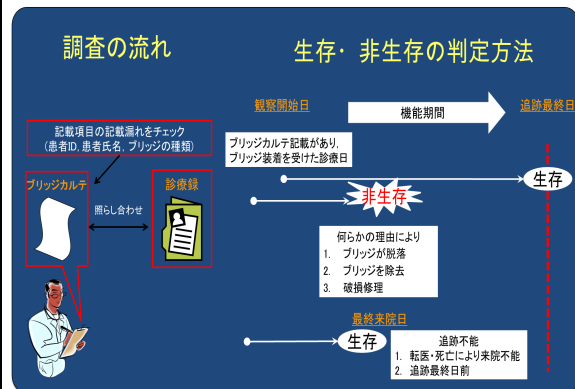 調査の流れ
生存・非生存の判定方法
記載項目の記載漏れをチェック
(患者ID, 患者氏名, ブリッジの種類)
ブリッジカルテ
照らし合わせ
診療録
観察開始日
機能期間
追跡最終日
ブリッジカルテ記載があり,
ブリッジ装着を受けた診療日
生存
非生存
何らかの理由により
1. ブリッジが脱落
2. ブリッジを除去
3. 破損修理
最終来院日
生存
追跡不能
1. 転医・死亡により来院不能
2. 追跡最終日前